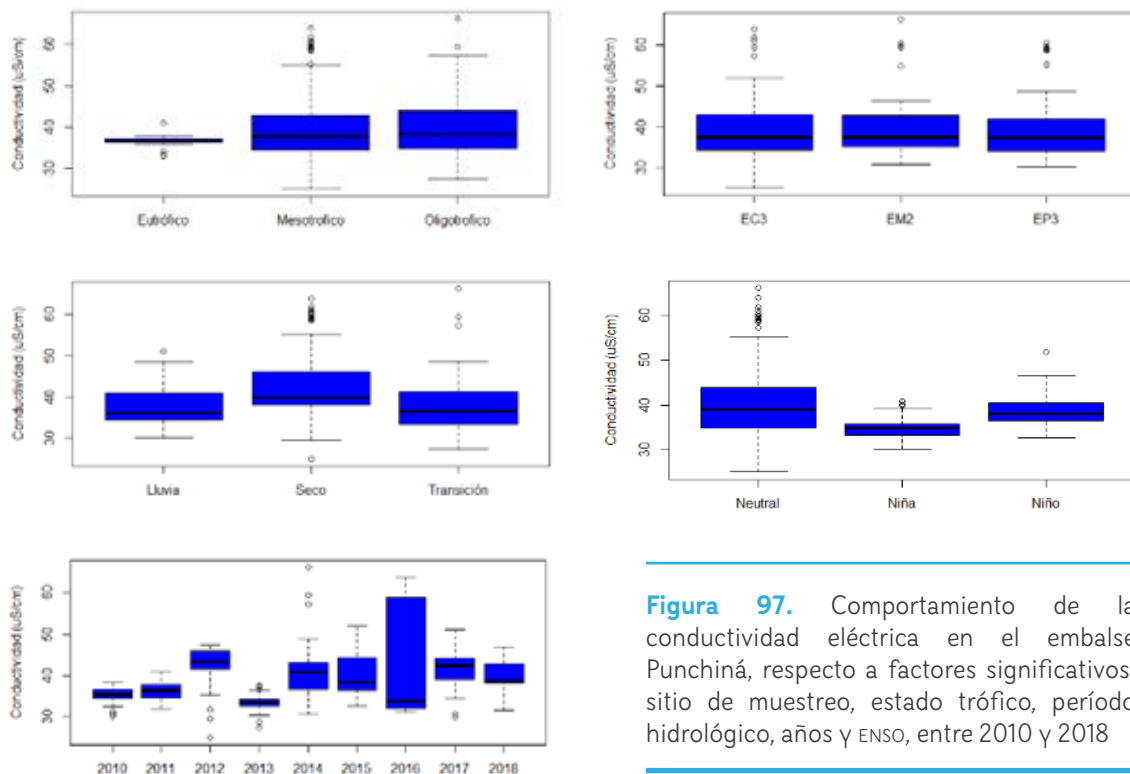 Conductividad (uS/cm)
60
50
40
30
Eutrófico Mesotrofico Oligotrofico
Conductividad (uS/cm)
60
50
40
30
EC3 EM2 EP3
Conductividad (uS/cm)
60
50
40
30
Lluvia Seco Transición
Conductividad (uS/cm)
60
50
40
30
Neutral Niña Niño
Conductividad (uS/cm)
60
50
40
30
2010 2011 2012 2013 2014 2015 2016 2017 2018
Figura 97. Comportamiento de la
conductividad eléctrica en el embalse
Punchiná, respecto a factores significativos
sitio de muestreo, estado trófico, período
hidrológico, años y ENSO, entre 2010 y 2018